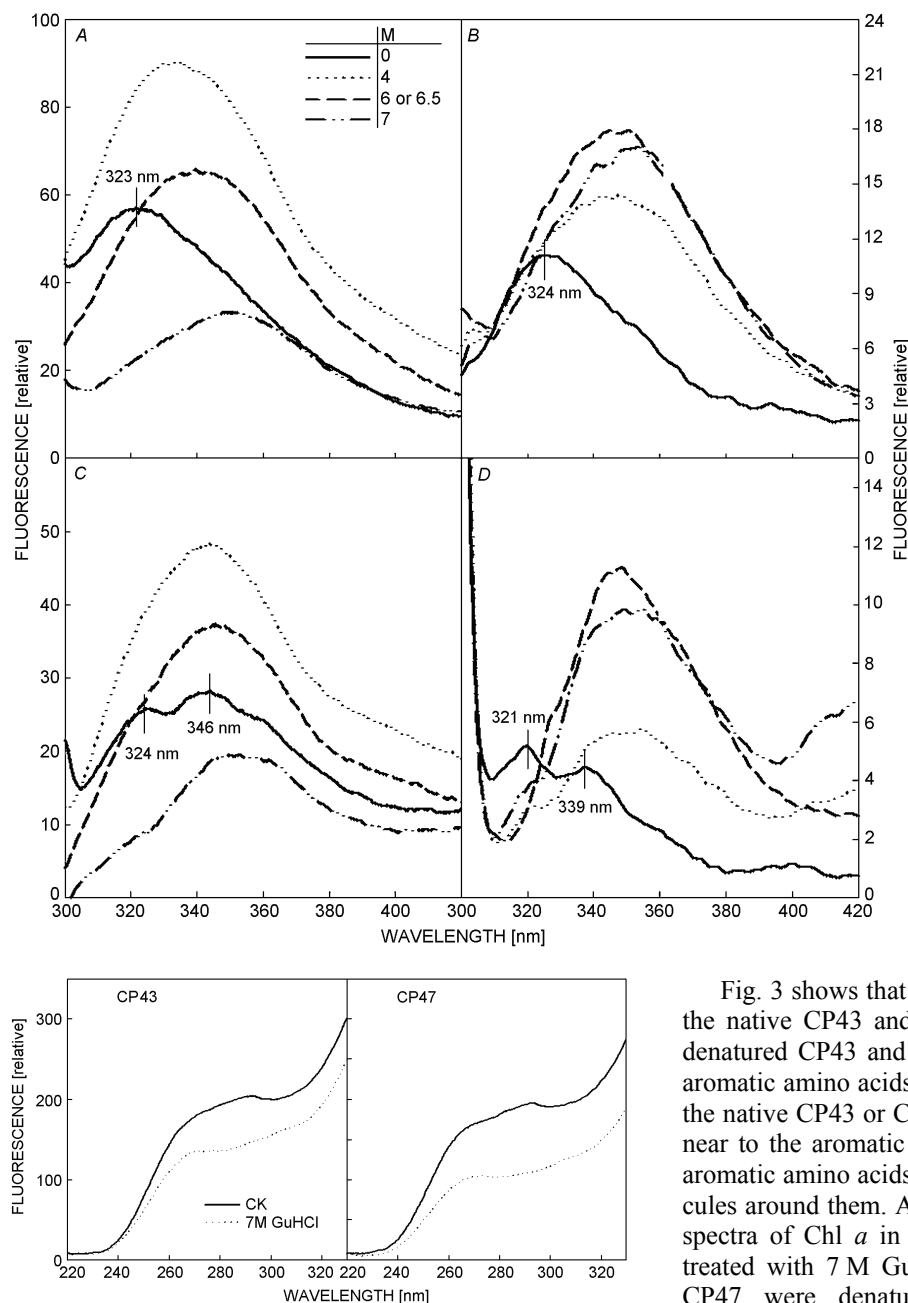 A
M
0
4
6 or 6.5
7
B
100
80
60
40
20
0
FLUORESCENCE [relative]
323 nm
324 nm
24
21
18
15
12
9
6
3
0
FLUORESCENCE [relative]
C
D
50
40
30
20
10
0
FLUORESCENCE [relative]
324 nm
346 nm
321 nm
339 nm
14
12
10
8
6
4
2
0
FLUORESCENCE [relative]
300 320 340 360 380 400 300 320 340 360 380 400 420
WAVELENGTH [nm]
CP43
CP47
300
200
100
0
FLUORESCENCE [relative]
CK
7M GuHCl
220 240 260 280 300 220 240 260 280 300 320
WAVELENGTH [nm]
Fig. 3 shows that
the native CP43 and
denatured CP43 and
aromatic amino acids
the native CP43 or C
near to the aromatic
aromatic amino acids
cules around them. A
spectra of Chl a in
treated with 7 M Gu
CP47 were denatu